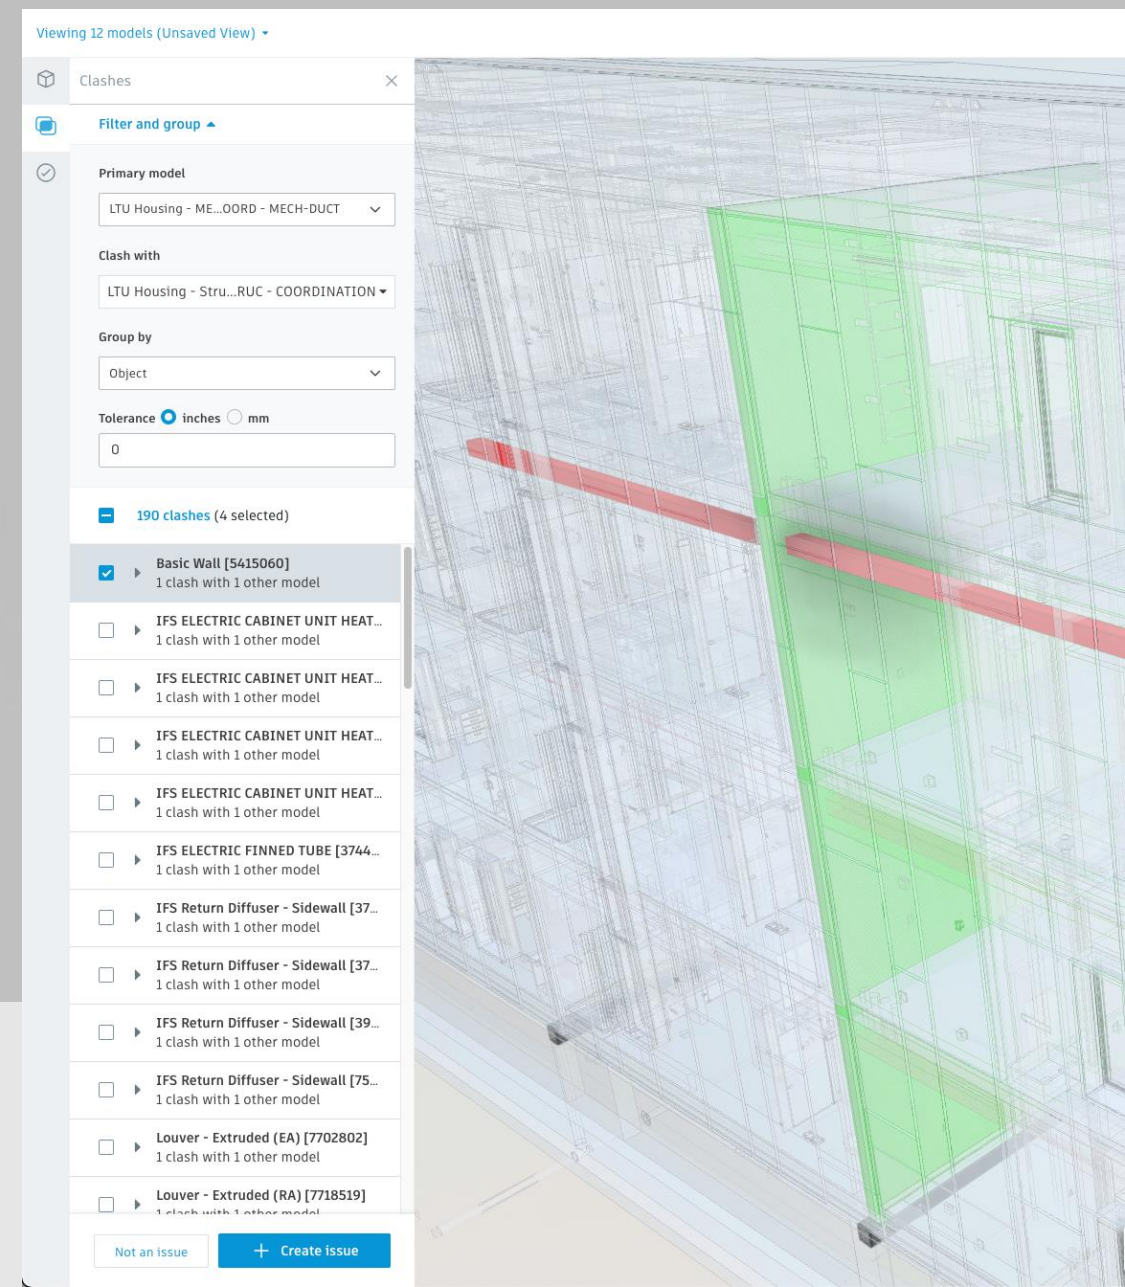 Viewing 12 models (Unsaved View)
Clashes
Filter and group
Primary model
LTU Housing - ME...OORD - MECH-DUCT
Clash with
LTU Housing - Stru...RUC - COORDINATION
Group by
Object
Tolerance inches mm
0
190 clashes (4 selected)
Basic Wall [5415060]
1 clash with 1 other model
IFS ELECTRIC CABINET UNIT HEAT...
1 clash with 1 other model
IFS ELECTRIC CABINET UNIT HEAT...
1 clash with 1 other model
IFS ELECTRIC CABINET UNIT HEAT...
1 clash with 1 other model
IFS ELECTRIC CABINET UNIT HEAT...
1 clash with 1 other model
IFS ELECTRIC FINNED TUBE [3744...
1 clash with 1 other model
IFS Return Diffuser - Sidewall [37...
1 clash with 1 other model
IFS Return Diffuser - Sidewall [37...
1 clash with 1 other model
IFS Return Diffuser - Sidewall [39...
1 clash with 1 other model
IFS Return Diffuser - Sidewall [75...
1 clash with 1 other model
Louver - Extruded (EA) [7702802]
1 clash with 1 other model
Louver - Extruded (RA) [7718519]
1 clash with 1 other model
Not an issue
Create issue